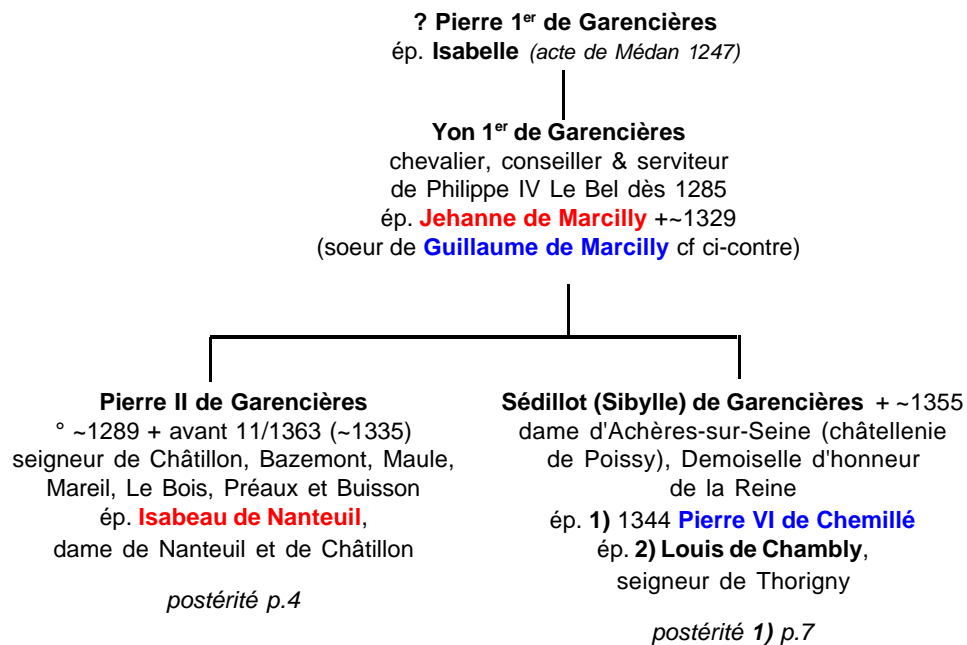 ? Pierre 1er de Garencières
ép. Isabelle (acte de Médan 1247)
Yon 1er de Garencières
chevalier, conseiller & serviteur
de Philippe IV Le Bel dès 1285
ép. Jehanne de Marcilly +~1329
(soeur de Guillaume de Marcilly cf ci-contre)
Pierre II de Garencières
° ~1289 + avant 11/1363 (~1335)
seigneur de Châtillon, Bazemont, Maule,
Mareil, Le Bois, Préaux et Buisson
ép. Isabeau de Nanteuil,
dame de Nanteuil et de Châtillon
postérité p.4
Sédillot (Sibylle) de Garencières + ~1355
dame d'Achères-sur-Seine (châtellenie
de Poissy), Demoiselle d'honneur
de la Reine
ép. 1) 1344 Pierre VI de Chemillé
ép. 2) Louis de Chambly,
seigneur de Thorigny
postérité 1) p.7